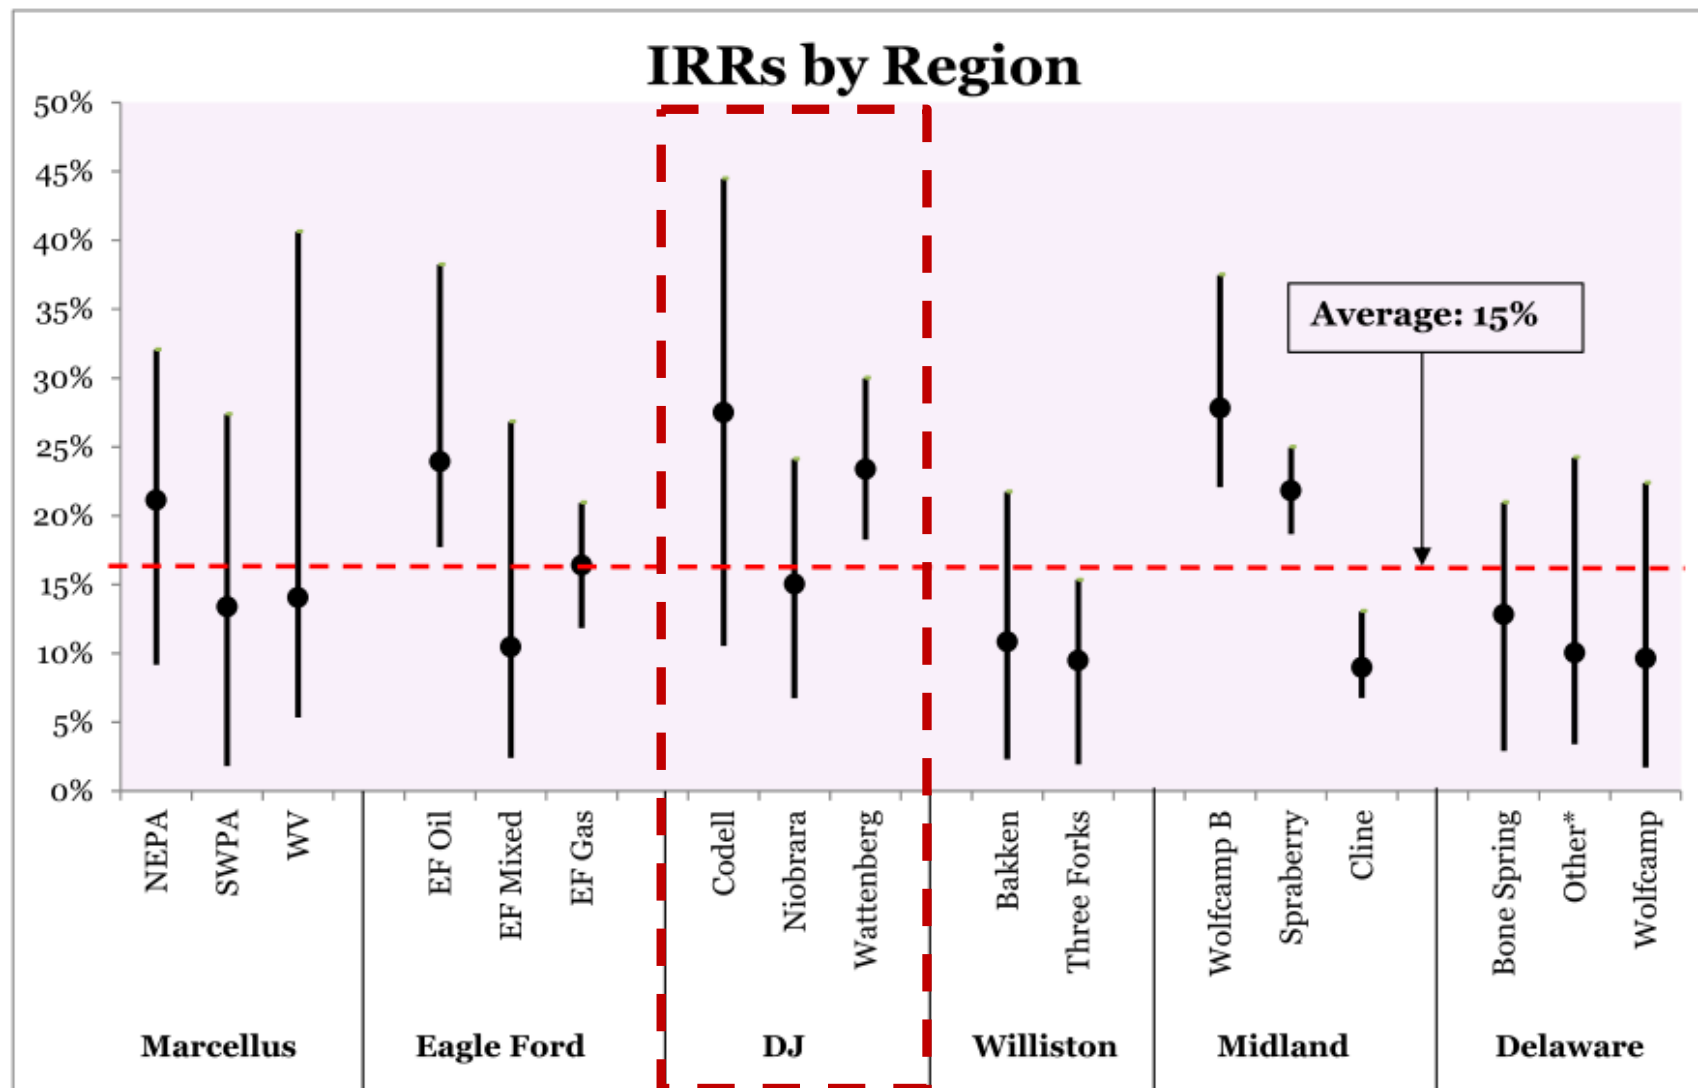 IRRs by Region
50%
45%
40%
35%
30%
25%
20%
15%
10%
5%
0%
Average: 15%
NEPA
SWPA
WV
EF Oil
EF Mixed
EF Gas
Codell
Niobrara
Wattenberg
Bakken
Three Forks
Wolfcamp B
Spraberry
Cline
Bone Spring
Other*
Wolfcamp
Marcellus
Eagle Ford
DJ
Williston
Midland
Delaware